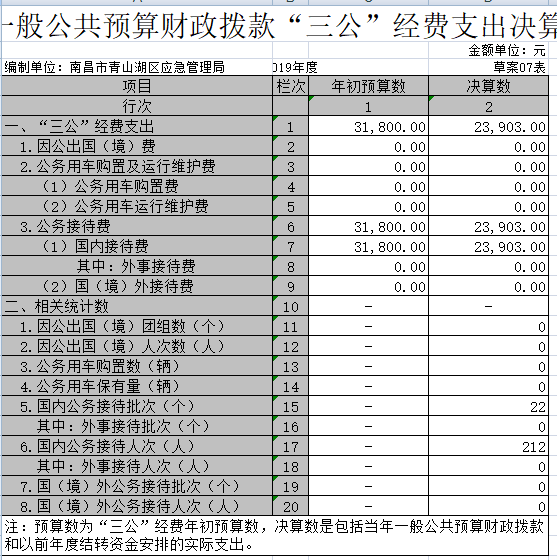 一般公共预算财政拨款“三公”经费支出决算
金额单位：元
编制单位：南昌市青山湖区应急管理局 019年度 草案07表
项目 栏次 年初预算数 决算数
行次 1 2
一、“三公”经费支出 1 31,800.00 23,903.00
1.因公出国（境）费 2 0.00 0.00
2.公务用车购置及运行维护费 3 0.00 0.00
（1）公务用车购置费 4 0.00 0.00
（2）公务用车运行维护费 5 0.00 0.00
3.公务接待费 6 31,800.00 23,903.00
（1）国内接待费 7 31,800.00 23,903.00
其中：外事接待费 8 0.00 0.00
（2）国（境）外接待费 9 0.00 0.00
二、相关统计数 10 － －
1.因公出国（境）团组数（个） 11 － 0
2.因公出国（境）人次数（人） 12 － 0
3.公务用车购置数（辆） 13 － 0
4.公务用车保有量（辆） 14 － 0
5.国内公务接待批次（个） 15 － 22
其中：外事接待批次（个） 16 － 0
6.国内公务接待人次（人） 17 － 212
其中：外事接待人次（人） 18 － 0
7.国（境）外公务接待批次（个） 19 － 0
8.国（境）外公务接待人次（人） 20 － 0
注：预算数为“三公”经费年初预算数，决算数是包括当年一般公共预算财政拨款
和以前年度结转资金安排的实际支出。